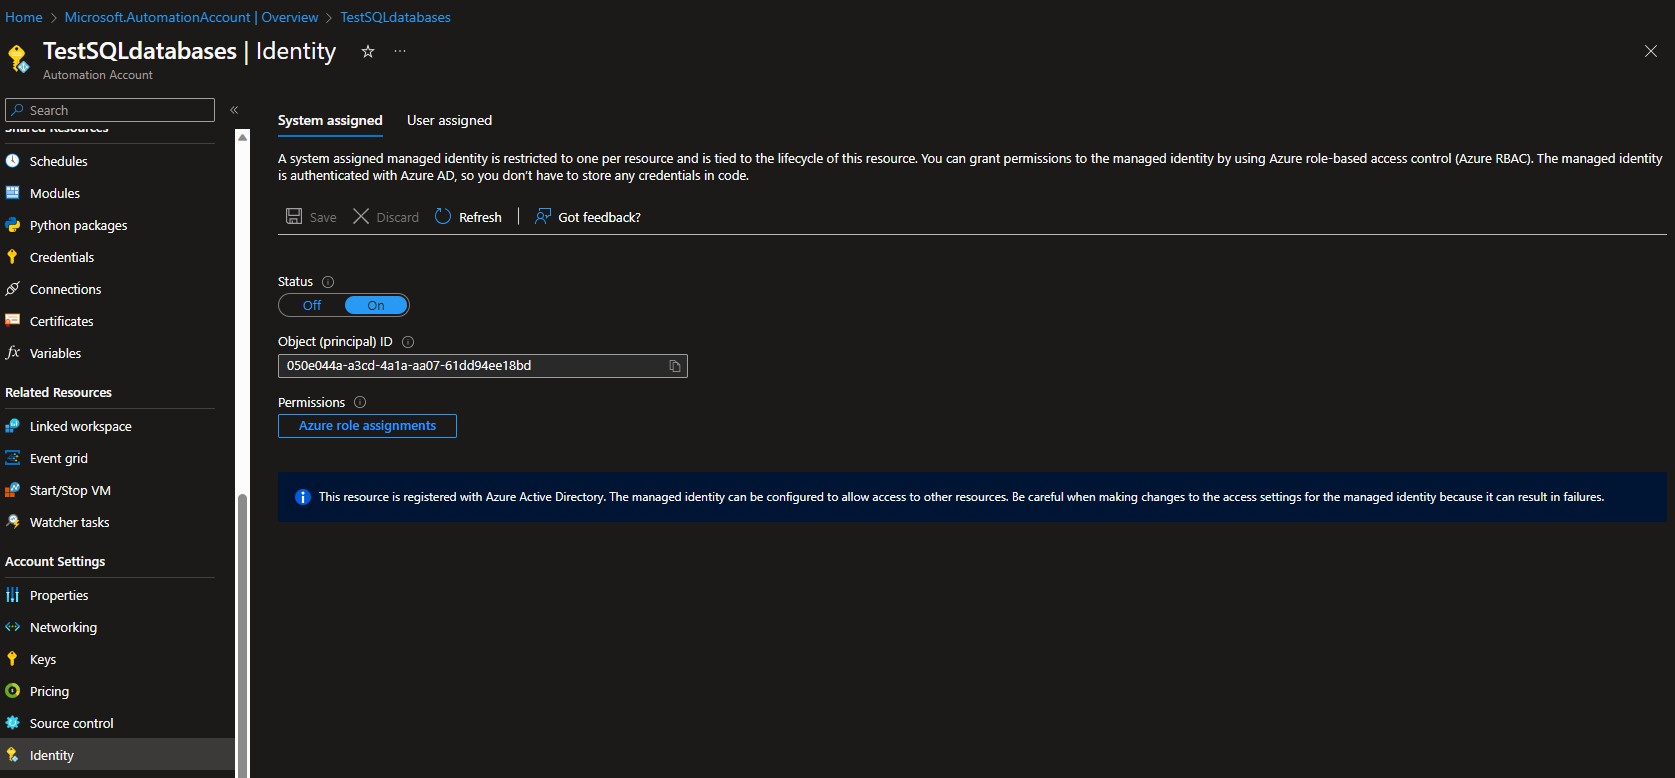 Home > Microsoft.AutomationAccount | Overview > TestSQLdatabases
TestSQLdatabases | Identity
Automation Account
Search
Shared Resources
Schedules
Modules
Python packages
Credentials
Connections
Certificates
Variables
Related Resources
Linked workspace
Event grid
Start/Stop VM
Watcher tasks
Account Settings
Properties
Networking
Keys
Pricing
Source control
Identity
System assigned User assigned
A system assigned managed identity is restricted to one per resource and is tied to the lifecycle of this resource. You can grant permissions to the managed identity by using Azure role-based access control (Azure RBAC). The managed identity
is authenticated with Azure AD, so you don’t have to store any credentials in code.
Save Discard Refresh | Got feedback?
Status
Off On
Object (principal) ID
050e044a-a3cd-4a1a-aa07-61dd94ee18bd
Permissions
Azure role assignments
This resource is registered with Azure Active Directory. The managed identity can be configured to allow access to other resources. Be careful when making changes to the access settings for the managed identity because it can result in failures.